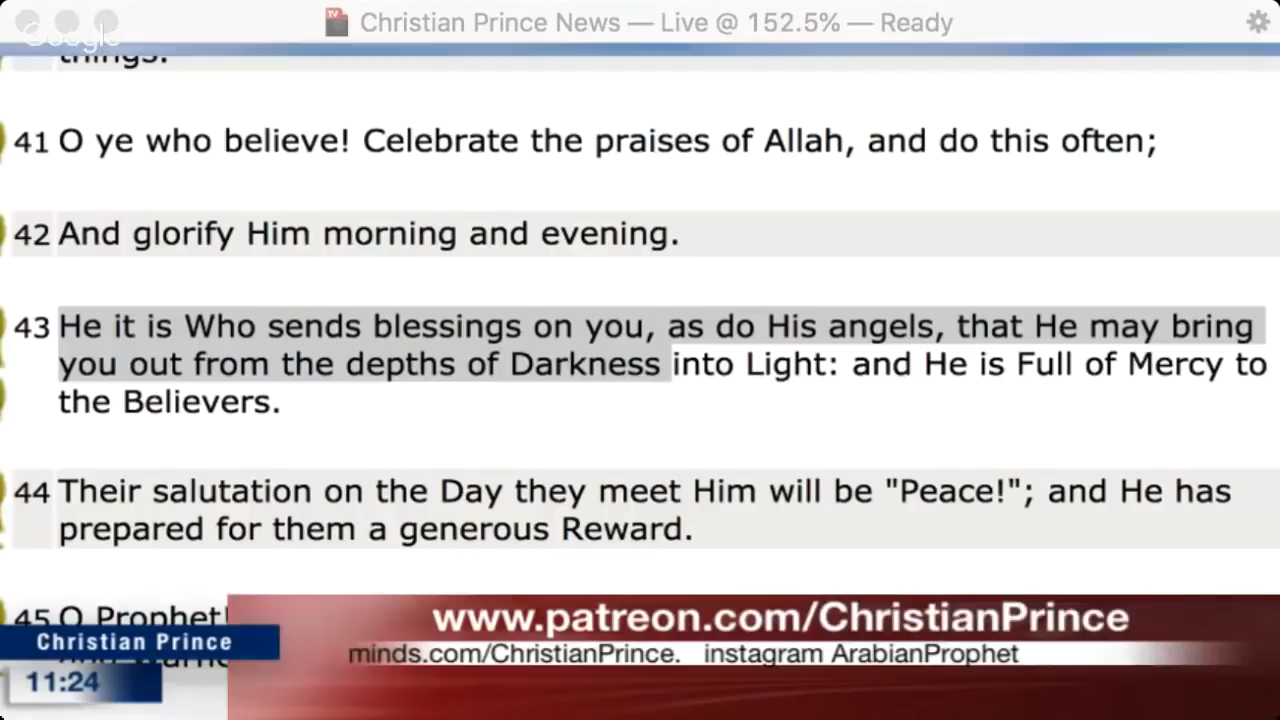 Christian Prince News — Live @ 152.5% — Ready
Google
things.
41 O ye who believe! Celebrate the praises of Allah, and do this often;
42 And glorify Him morning and evening.
43 He it is Who sends blessings on you, as do His angels, that He may bring
you out from the depths of Darkness into Light: and He is Full of Mercy to
the Believers.
44 Their salutation on the Day they meet Him will be "Peace!"; and He has
prepared for them a generous Reward.
45 O Prophet!
www.patreon.com/ChristianPrince
Christian Prince
minds.com/ChristianPrince. instagram ArabianProphet
11:24